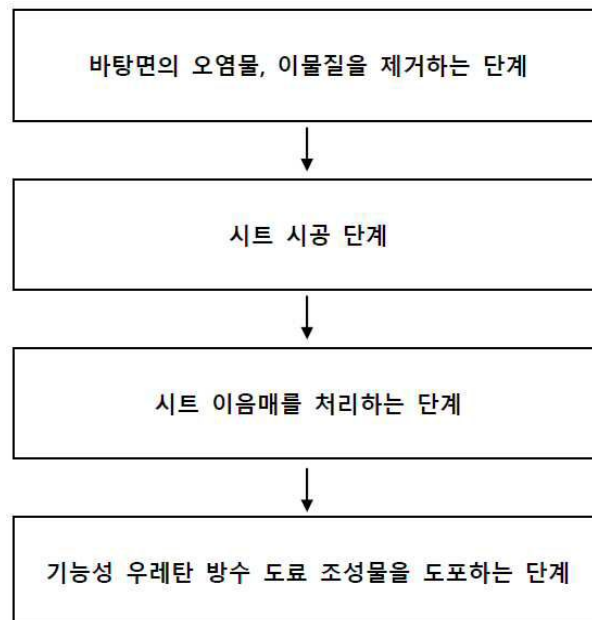 바탕면의 오염물, 이물질을 제거하는 단계
시트 시공 단계
시트 이음매를 처리하는 단계
기능성 우레탄 방수 도료 조성물을 도포하는 단계